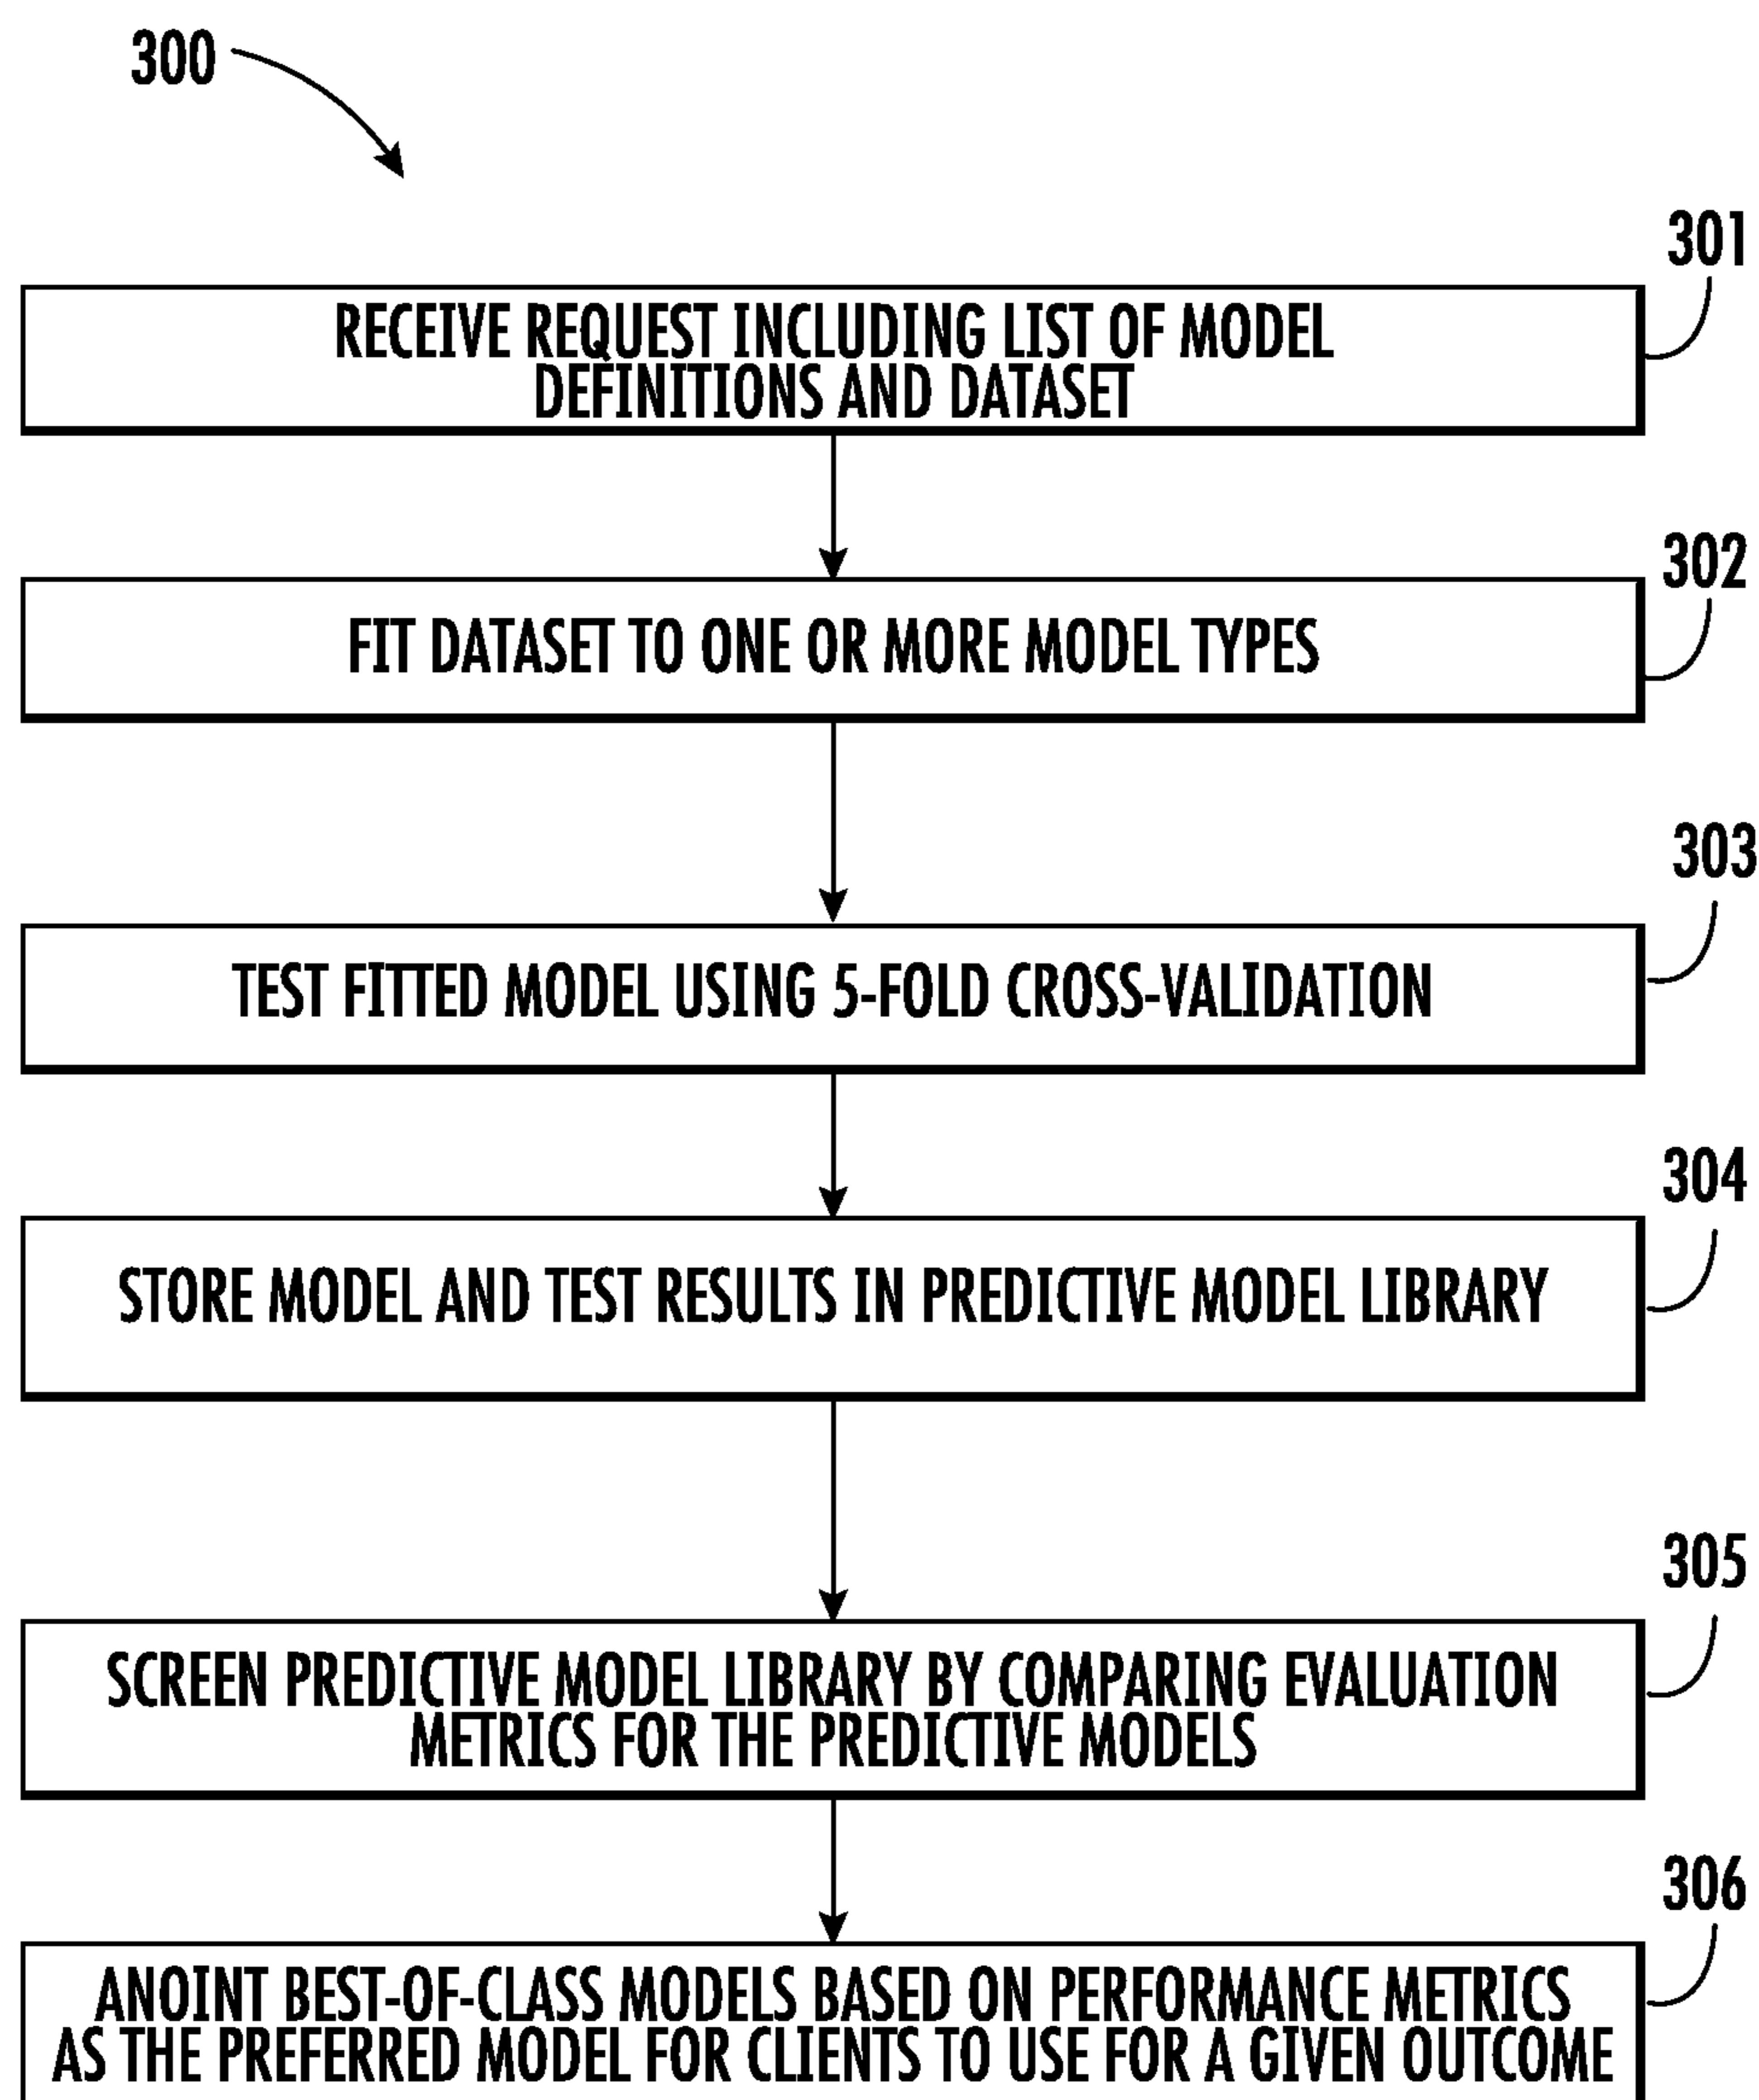 300
301
RECEIVE REQUEST INCLUDING LIST OF MODEL
DEFINITIONS AND DATASET
302
FIT DATASET TO ONE OR MORE MODEL TYPES
303
TEST FITTED MODEL USING 5-FOLD CROSS-VALIDATION
304
STORE MODEL AND TEST RESULTS IN PREDICTIVE MODEL LIBRARY
305
SCREEN PREDICTIVE MODEL LIBRARY BY COMPARING EVALUATION
METRICS FOR THE PREDICTIVE MODELS
306
ANOINT BEST-OF-CLASS MODELS BASED ON PERFORMANCE METRICS
AS THE PREFERRED MODEL FOR CLIENTS TO USE FOR A GIVEN OUTCOME